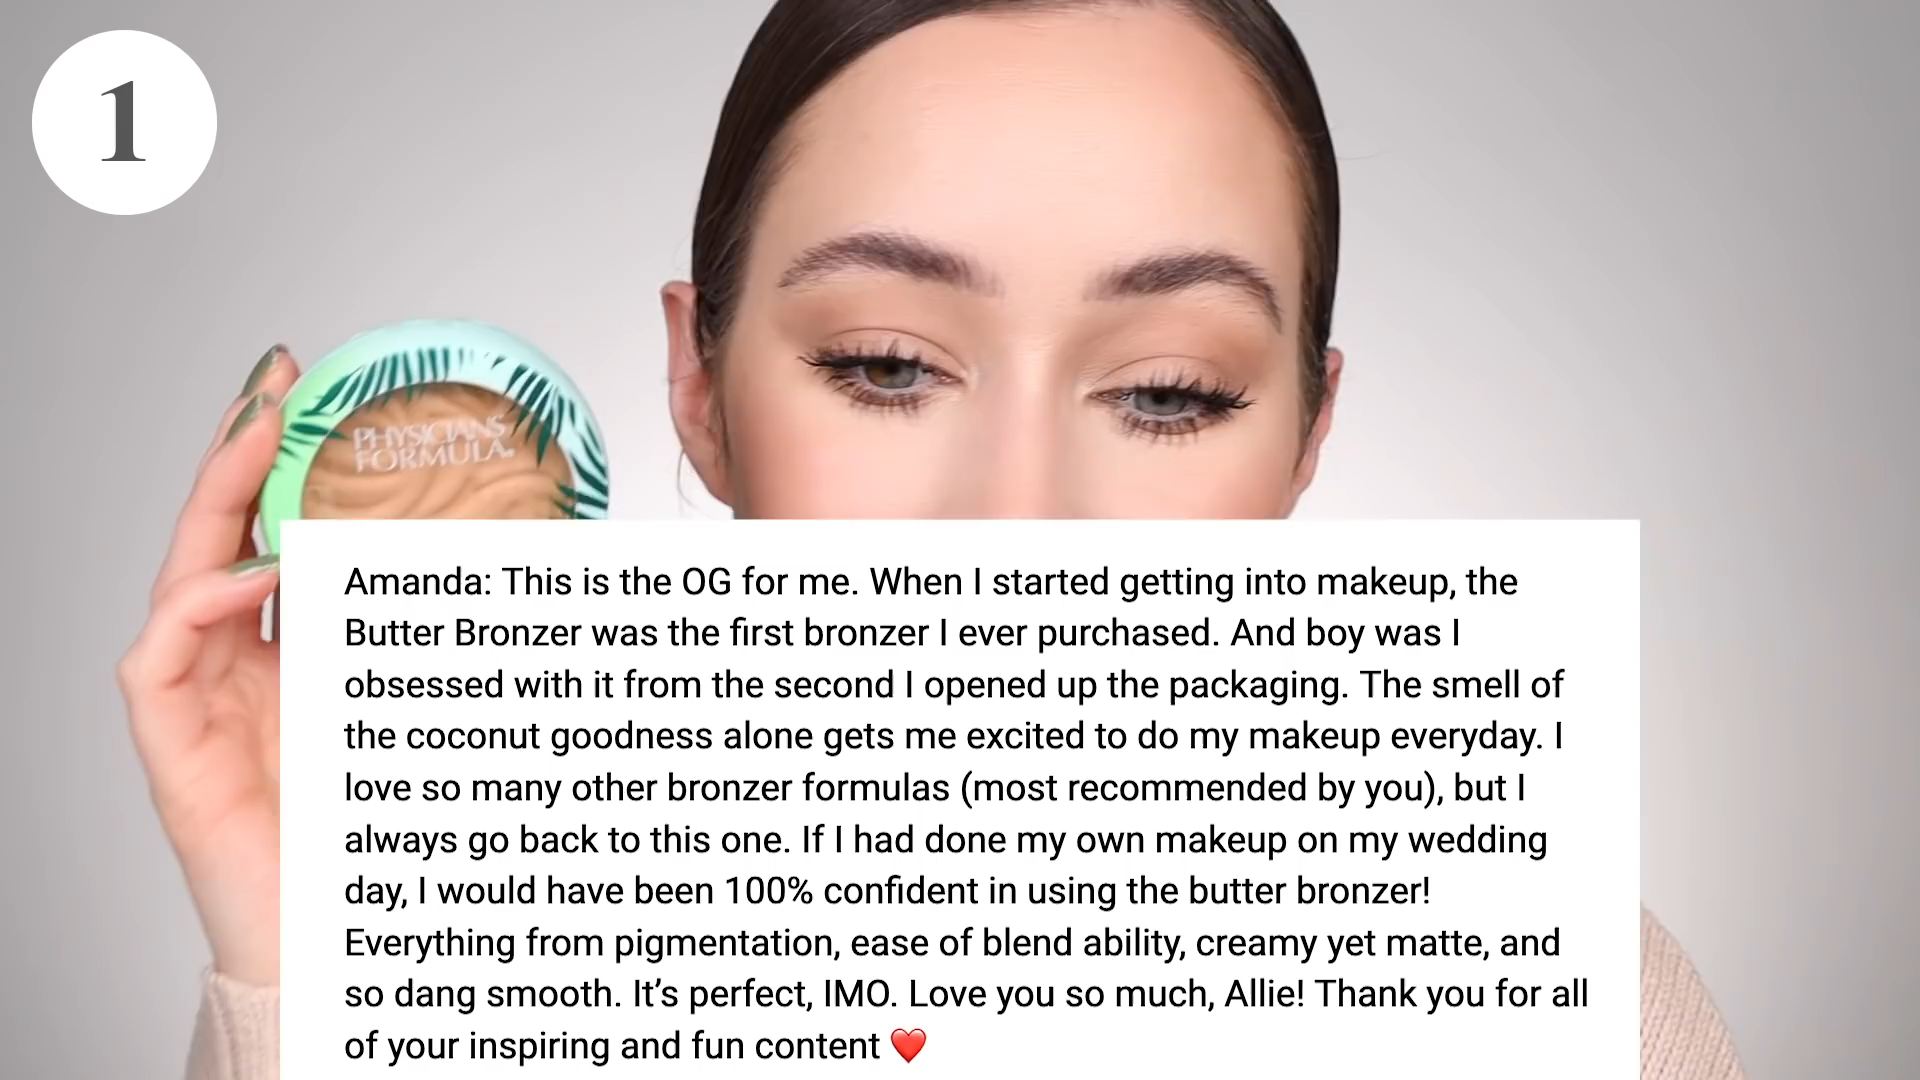 1
PHYSICIANS
FORMULA®
Amanda: This is the OG for me. When I started getting into makeup, the
Butter Bronzer was the first bronzer I ever purchased. And boy was I
obsessed with it from the second I opened up the packaging. The smell of
the coconut goodness alone gets me excited to do my makeup everyday. I
love so many other bronzer formulas (most recommended by you), but I
always go back to this one. If I had done my own makeup on my wedding
day, I would have been 100% confident in using the butter bronzer!
Everything from pigmentation, ease of blend ability, creamy yet matte, and
so dang smooth. It’s perfect, IMO. Love you so much, Allie! Thank you for all
of your inspiring and fun content ❤️